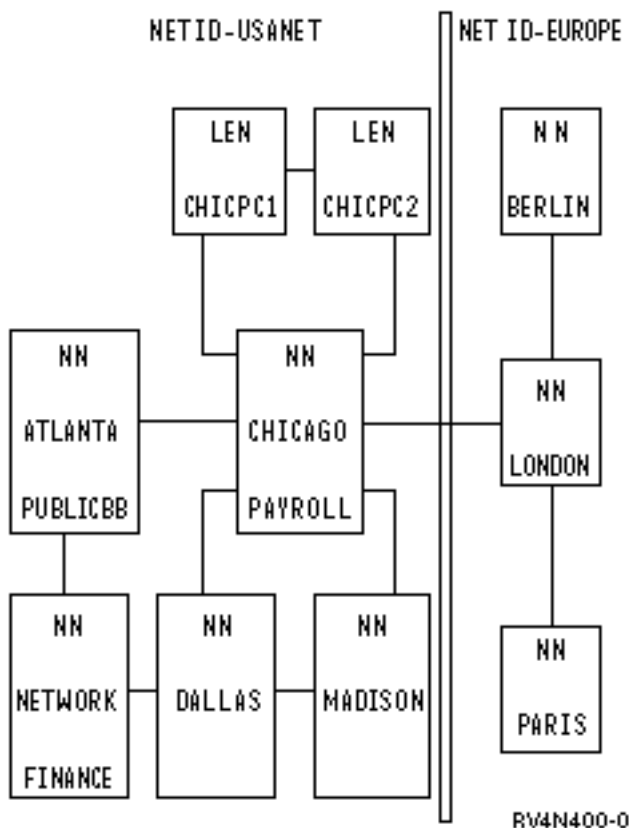 NETID-USANET
NET ID-EUROPE
LEN
CHICPC1
LEN
CHICPC2
NN
BERLIN
NN
ATLANTA
PUBLICBB
NN
CHICAGO
PAYROLL
NN
LONDON
NN
NETWORK
FINANCE
NN
DALLAS
NN
MADISON
NN
PARIS
RV4N400-0